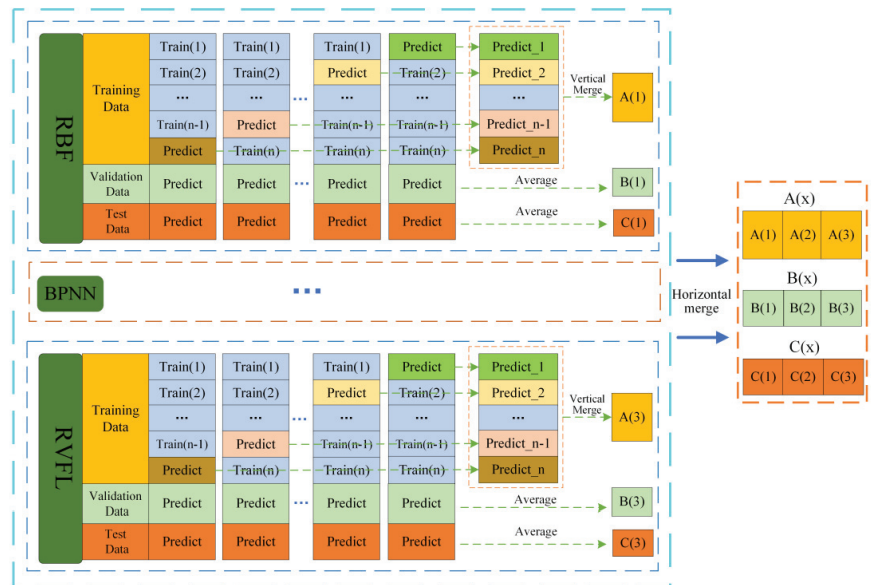 RBF
Training
Data
Train(1) Train(1) Train(1) Predict Predict_1
Train(2) Train(2) Predict Train(2) Predict_2
... ... ... ... ...
...
Train(n-1) Predict Train(n-1) Train(n-1) Predict_n-1
Predict Train(n) Train(n) Train(n) Predict_n
Vertical
Merge
A(1)
Validation
Data
Predict Predict ... Predict Predict
Average
B(1)
Test
Data
Predict Predict Predict Predict
Average
C(1)
BPNN
...
RVFL
Training
Data
Train(1) Train(1) Train(1) Predict Predict_1
Train(2) Train(2) Predict Train(2) Predict_2
... ... ... ... ...
...
Train(n-1) Predict Train(n-1) Train(n-1) Predict_n-1
Predict Train(n) Train(n) Train(n) Predict_n
Vertical
Merge
A(3)
Validation
Data
Predict Predict ... Predict Predict
Average
B(3)
Test
Data
Predict Predict Predict Predict
Average
C(3)
Horizontal
merge
A(x)
A(1) A(2) A(3)
B(x)
B(1) B(2) B(3)
C(x)
C(1) C(2) C(3)